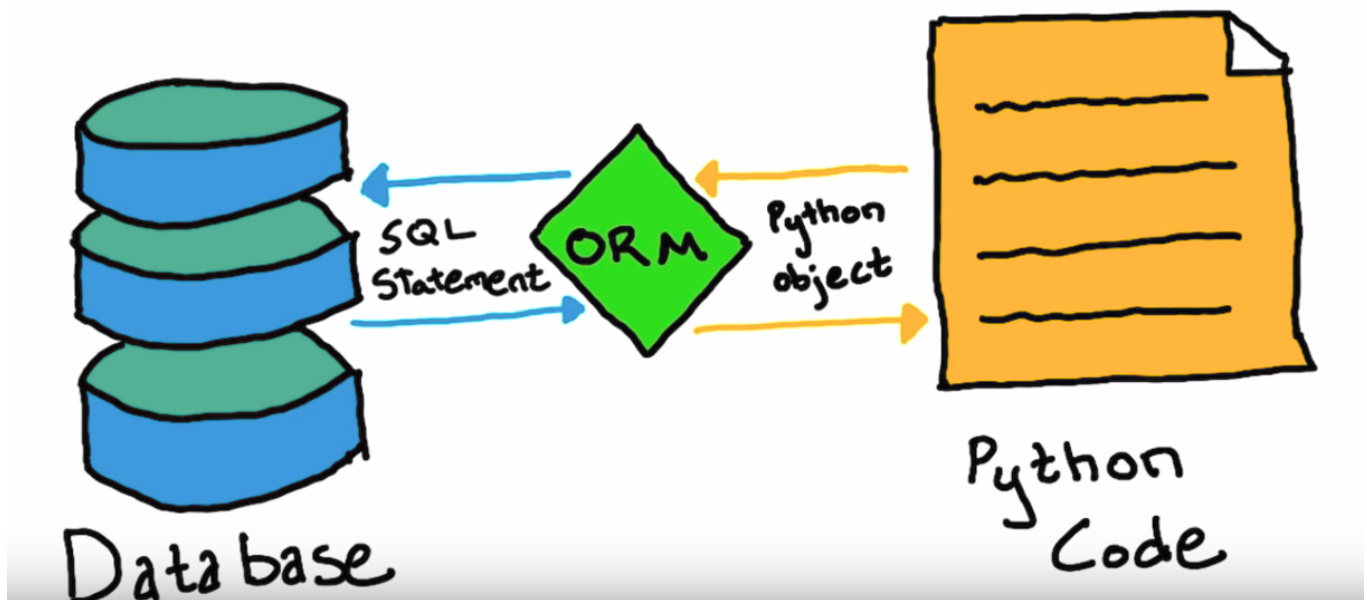 SQL
Statement
ORM
Python
object
Database
Python
Code